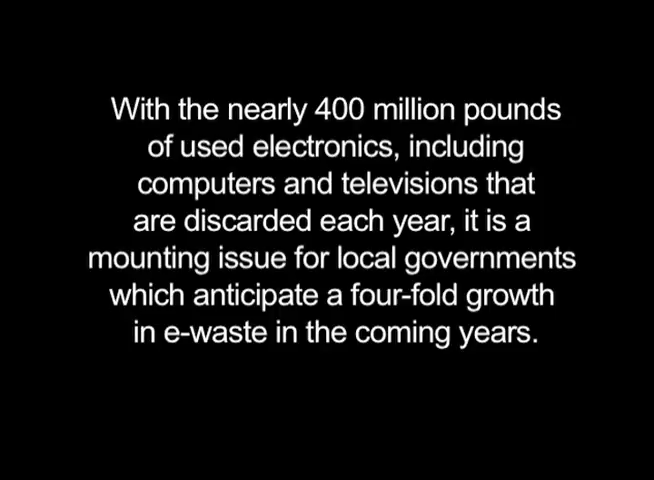 With the nearly 400 million pounds
of used electronics, including
computers and televisions that
are discarded each year, it is a
mounting issue for local governments
which anticipate a four-fold growth
in e-waste in the coming years.